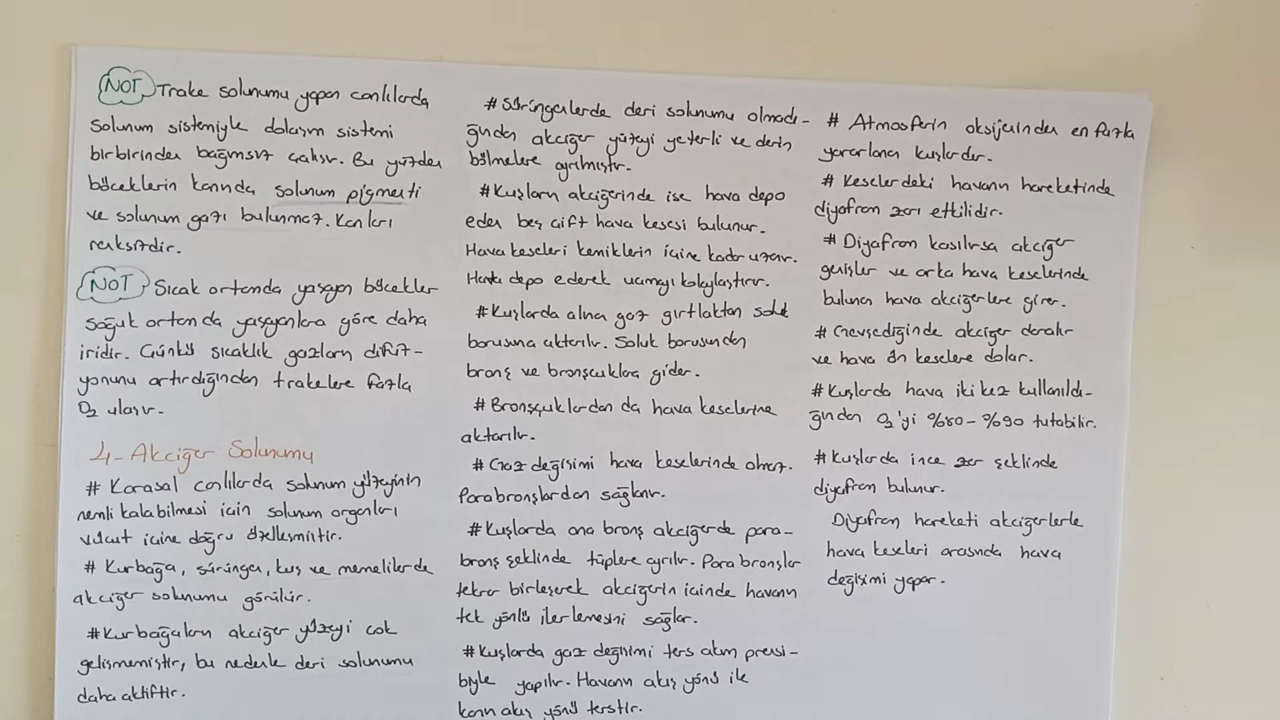 NOT Trake solunumu yapan canlılarda
solunum sistemiyle dolaşım sistemi
birbirinden bağımsız çalışır. Bu yüzden
böceklerin kanında solunum pigmenti
ve solunum gazı bulunmaz. Kanları
renksizdir.
NOT Sıcak ortamda yaşayan böcekler
soğuk ortamda yaşayanlara göre daha
iridir. Çünkü sıcaklık gazların difüz-
yonunu artırdığından trakelere fazla
O₂ ulaşır.
4- Akciğer Solunumu
# Karasal canlılarda solunum yüzeyinin
nemli kalabilmesi için solunum organları
vücut içine doğru özelleşmiştir.
# Kurbağa, sürüngen, kuş ve memelilerde
akciğer solunumu görülür.
# Kurbağaların akciğer yüzeyi çok
gelişmemiştir, bu nedenle deri solunumu
daha aktiftir.
# Sürüngenlerde deri solunumu olmadı-
ğından akciğer yüzeyi yeterli ve derin
bölmelere ayrılmıştır.
# Kuşların akciğerinde ise hava depo
eden beş çift hava kesesi bulunur.
Hava keseleri kemiklerin içine kadar uzanır.
Hava depo ederek uçmayı kolaylaştırır.
# Kuşlarda alınan gaz gırtlaktan soluk
borusuna aktarılır. Soluk borusundan
bronş ve bronşcuklara gider.
# Bronşçuklardan da hava keselerine
aktarılır.
# Gaz değişimi hava keselerinde olmaz.
Parabronşlardan sağlanır.
# Kuşlarda ana bronş akciğerde para-
bronş şeklinde tüplere ayrılır. Parabronşlar
tekrar birleşerek akciğerin içinde havanın
tek yönlü ilerlemesini sağlar.
# Kuşlarda gaz değişimi ters akım prensi-
biyle yapılır. Havanın akış yönü ile
kanın akış yönü terstir.
# Atmosferin oksijeninden en fazla
yararlanan kuşlardır.
# Keselerdeki havanın hareketinde
diyafram zarı etkilidir.
# Diyafram kasılırsa akciğer
genişler ve arka hava keselerinde
bulunan hava akciğerlere girer.
# Gevşediğinde akciğer daralır
ve hava ön keselere dolar.
# Kuşlarda hava iki kez kullanıldı-
ğından O₂'yi %80-%90 tutabilir.
# Kuşlarda ince zar şeklinde
diyafram bulunur.
Diyafram hareketi akciğerlerle
hava keseleri arasında hava
değişimi yapar.